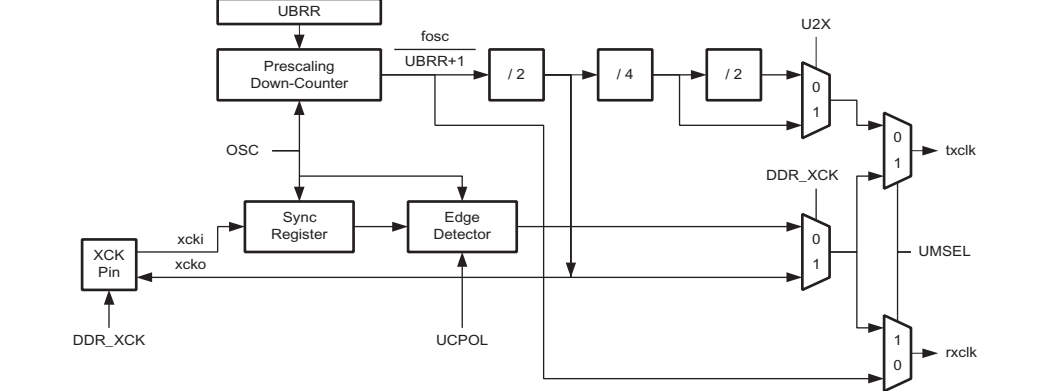 UBRR
U2X
fosc
UBRR+1
Prescaling
Down-Counter
/ 2
/ 4
/ 2
0
1
OSC
0
1
txclk
DDR_XCK
Sync
Register
Edge
Detector
xcki
XCK
Pin
xcko
0
1
UMSEL
DDR_XCK
UCPOL
1
0
rxclk